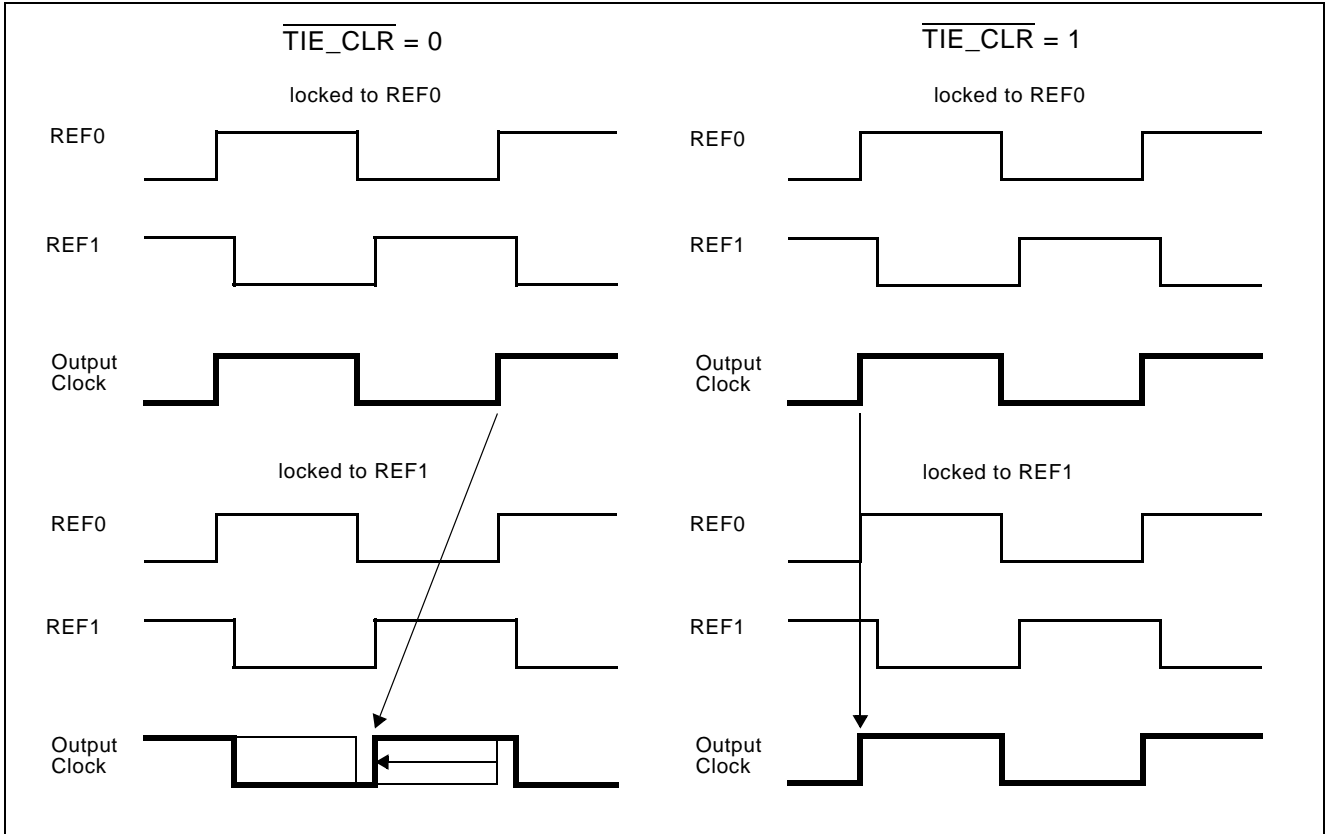 TIE_CLR = 0
locked to REF0
REF0
REF1
Output
Clock
locked to REF1
REF0
REF1
Output
Clock
TIE_CLR = 1
locked to REF0
REF0
REF1
Output
Clock
locked to REF1
REF0
REF1
Output
Clock